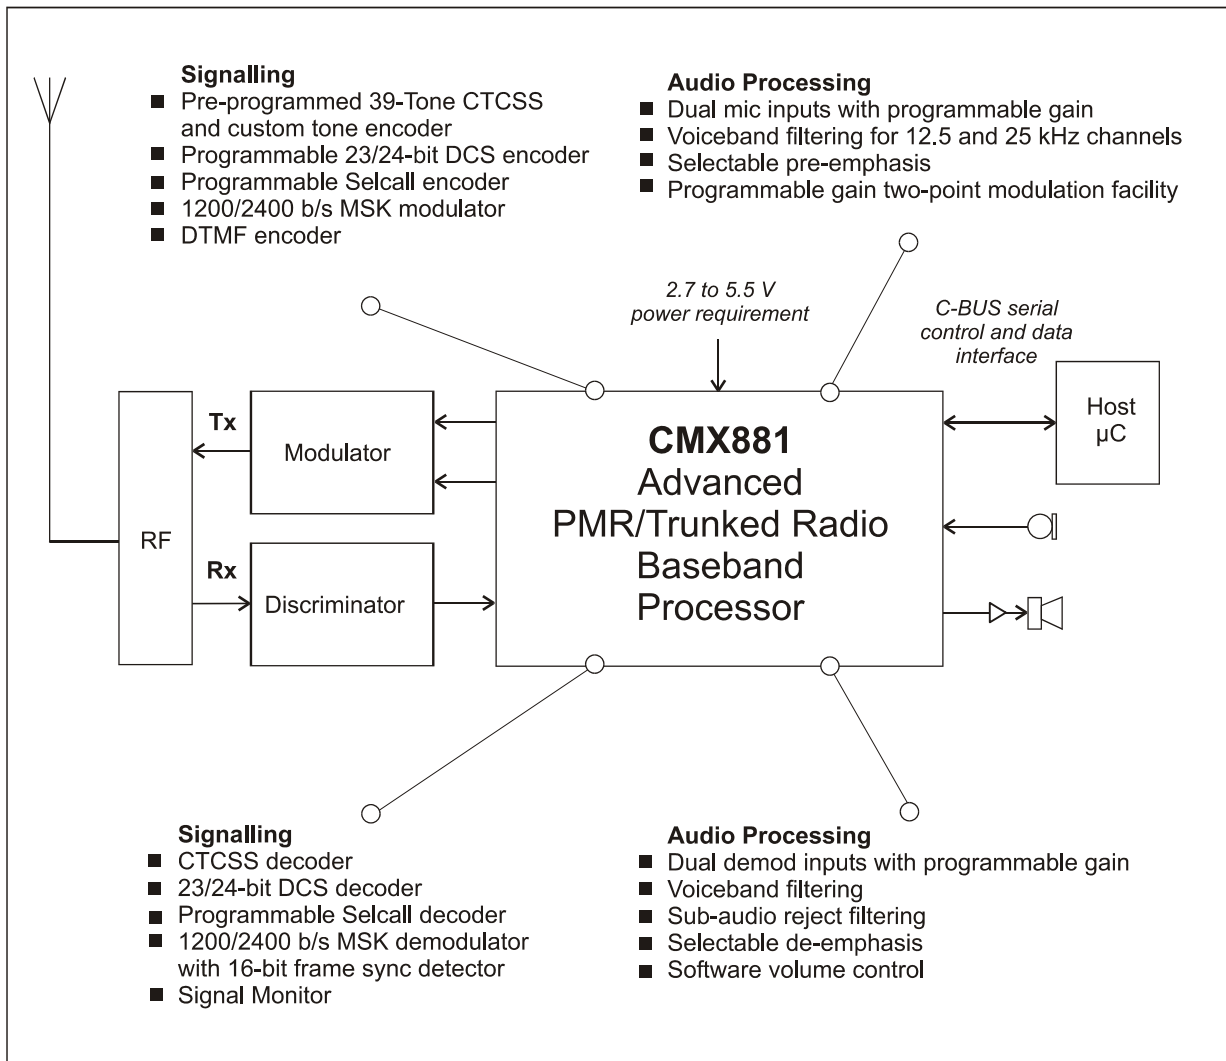 Signalling
Pre-programmed 39-Tone CTCSS
and custom tone encoder
Programmable 23/24-bit DCS encoder
Programmable Selcall encoder
1200/2400 b/s MSK modulator
DTMF encoder
Audio Processing
Dual mic inputs with programmable gain
Voiceband filtering for 12.5 and 25 kHz channels
Selectable pre-emphasis
Programmable gain two-point modulation facility
2.7 to 5.5 V
power requirement
C-BUS serial
control and data
interface
RF
Tx
Modulator
Rx
Discriminator
CMX881
Advanced
PMR/Trunked Radio
Baseband
Processor
Host
µC
Signalling
CTCSS decoder
23/24-bit DCS decoder
Programmable Selcall decoder
1200/2400 b/s MSK demodulator
with 16-bit frame sync detector
Signal Monitor
Audio Processing
Dual demod inputs with programmable gain
Voiceband filtering
Sub-audio reject filtering
Selectable de-emphasis
Software volume control